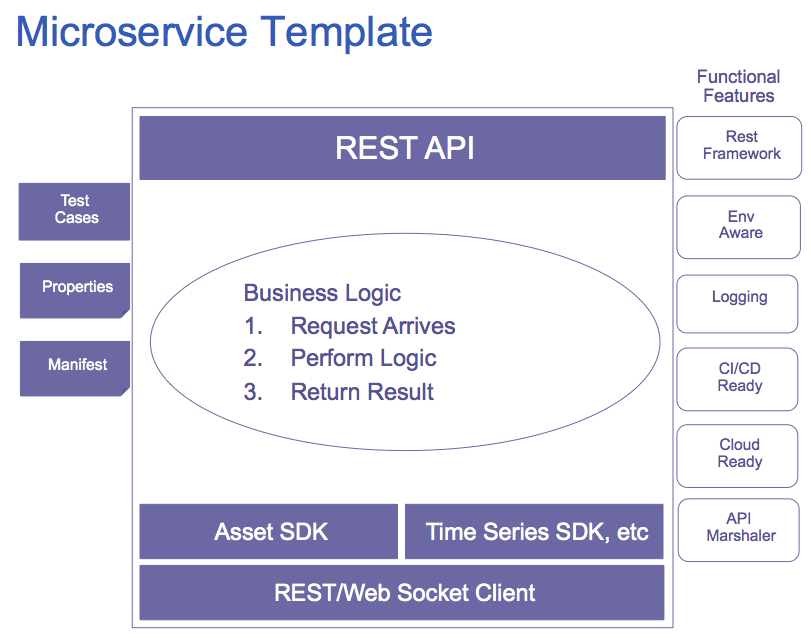 Microservice Template
Functional
Features
REST API
Rest
Framework
Test
Cases
Env
Aware
Properties
Logging
Business Logic
1. Request Arrives
2. Perform Logic
3. Return Result
Manifest
CI/CD
Ready
Cloud
Ready
Asset SDK
Time Series SDK, etc
API
Marshaler
REST/Web Socket Client